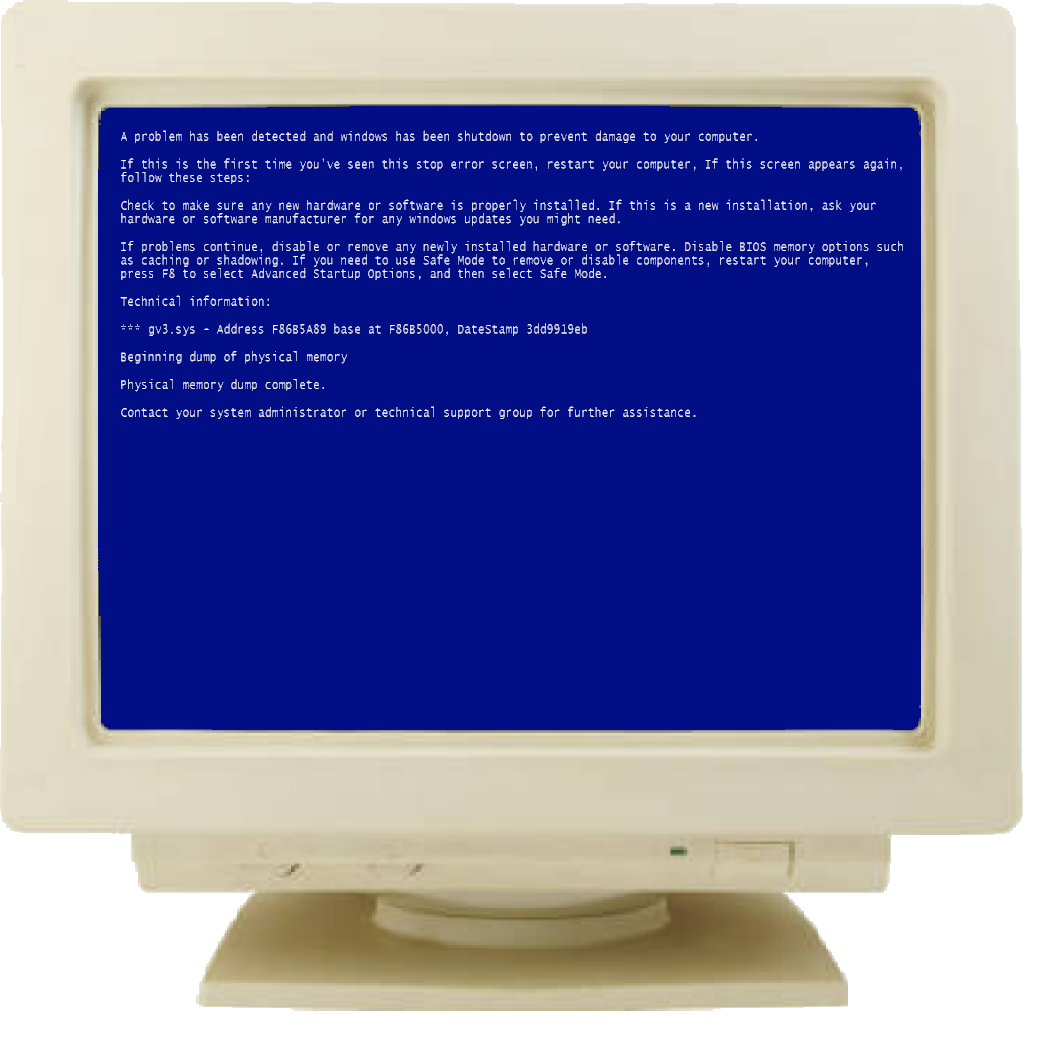 A problem has been detected and windows has been shutdown to prevent damage to your computer.
If this is the first time you've seen this stop error screen, restart your computer, If this screen appears again,
follow these steps:
Check to make sure any new hardware or software is properly installed. If this is a new installation, ask your
hardware or software manufacturer for any windows updates you might need.
If problems continue, disable or remove any newly installed hardware or software. Disable BIOS memory options such
as caching or shadowing. If you need to use Safe Mode to remove or disable components, restart your computer,
press F8 to select Advanced Startup Options, and then select Safe Mode.
Technical information:
*** gv3.sys - Address F86B5A89 base at F86B5000, DateStamp 3dd9919eb
Beginning dump of physical memory
Physical memory dump complete.
Contact your system administrator or technical support group for further assistance.